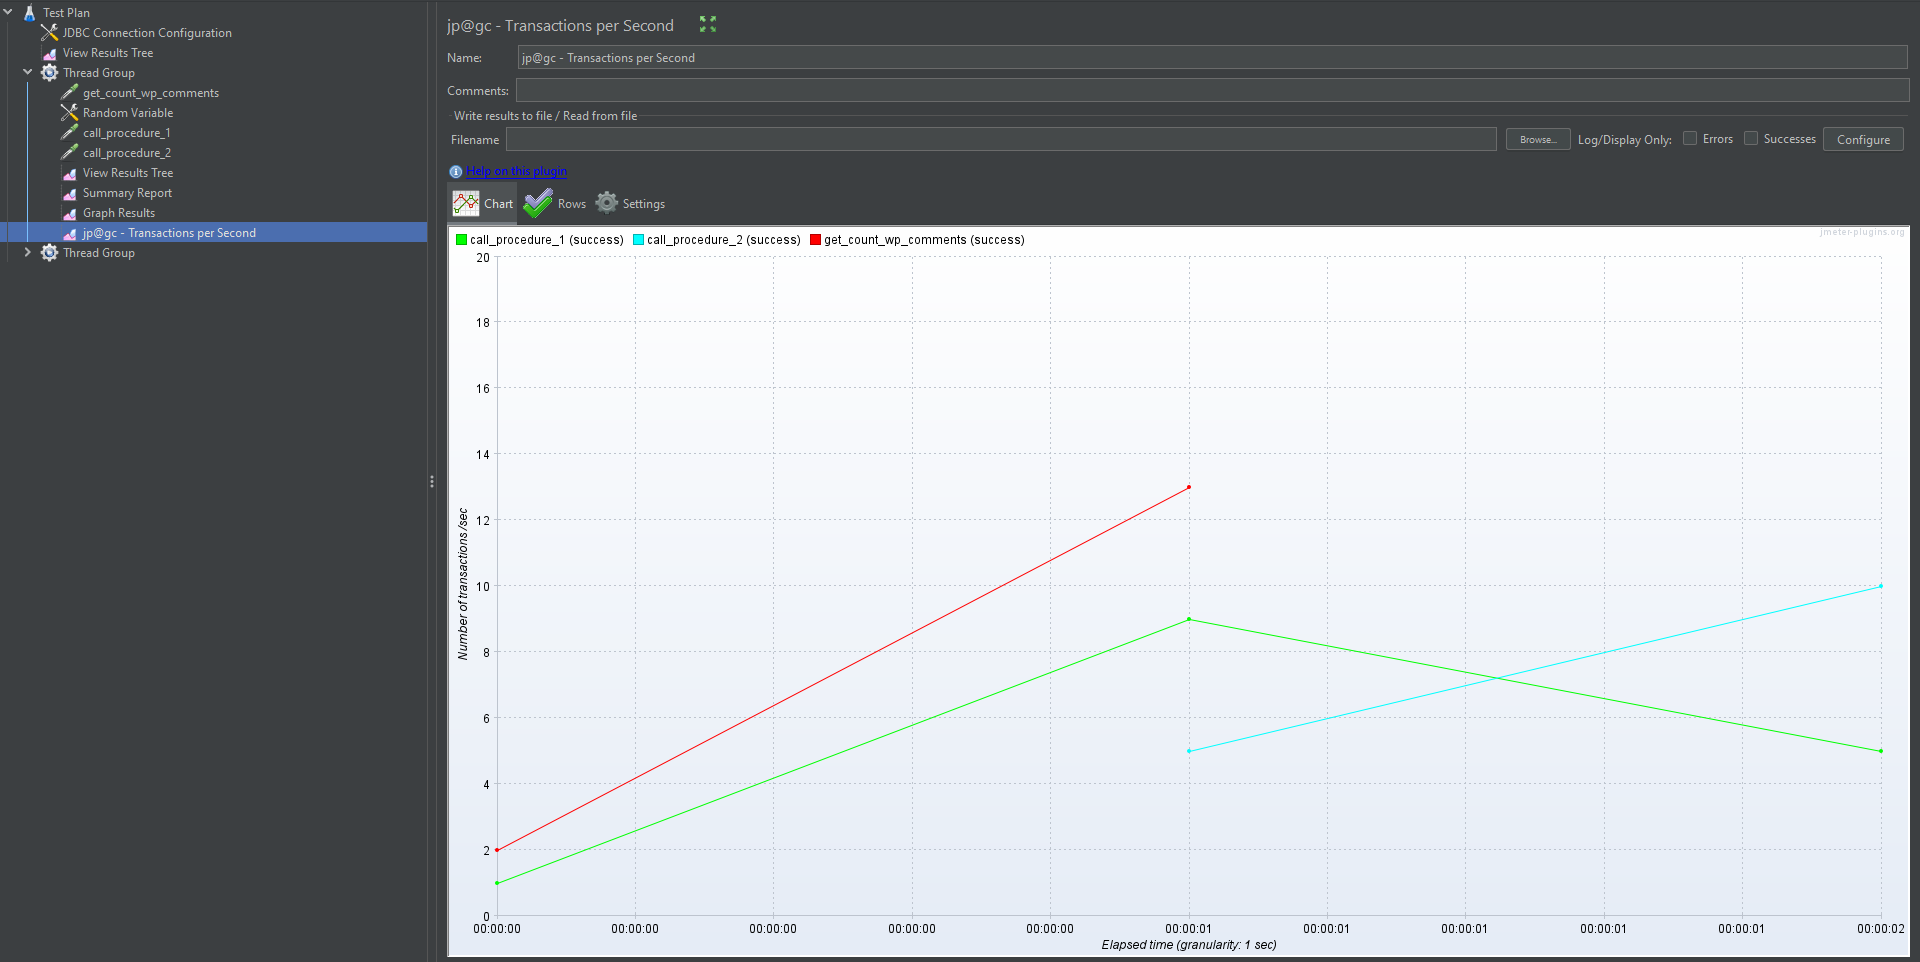 Test Plan
JDBC Connection Configuration
View Results Tree
Thread Group
get_count_wp_comments
Random Variable
call_procedure_1
call_procedure_2
View Results Tree
Summary Report
Graph Results
jp@gc - Transactions per Second
Thread Group
jp@gc - Transactions per Second
Name: jp@gc - Transactions per Second
Comments:
Write results to file / Read from file
Filename Browse... Log/Display Only: Errors Successes Configure
Help on this plugin
Chart Rows Settings
call_procedure_1 (success) call_procedure_2 (success) get_count_wp_comments (success)
jmeter-plugins.org
20
18
16
14
12
10
8
6
4
2
0
Number of transactions /sec
00:00:00 00:00:00 00:00:00 00:00:00 00:00:00 00:00:01 00:00:01 00:00:01 00:00:01 00:00:01 00:00:02
Elapsed time (granularity: 1 sec)